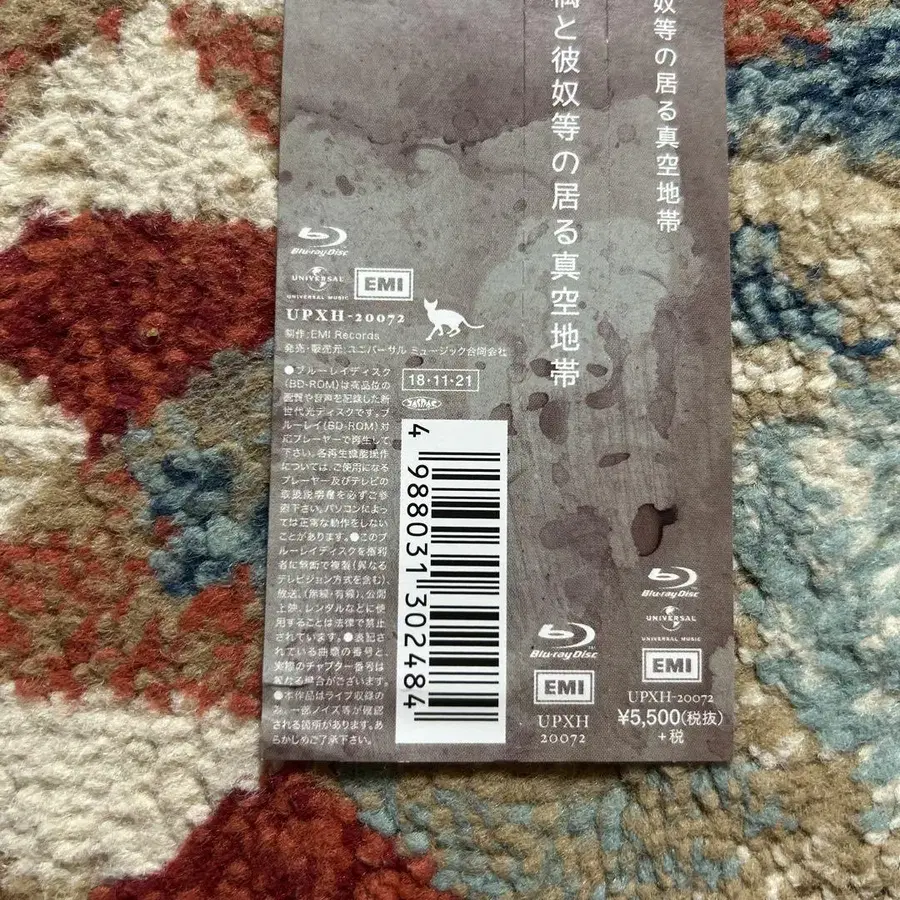 奴等の居る真空地帯
と彼奴等の居る真空地帯
Blu-ray Disc
UNIVERSAL
UNIVERSAL MUSIC
EMI
UPXH-20072
制作:EMI Records
発売・販売元:ユニバーサル ミュージック合同会社
●ブルーレイディスク
(BD-ROM)は高品位の
画質や音声を記録した新
世代光ディスクです。ブ
ルーレイ(BD-ROM)対
応プレーヤーで再生して
下さい。各再生機能操作
については、ご使用になる
プレーヤー及びテレビの
取扱説明書を必ずご参
照下さい。パソコンによっ
ては正常な動作をしない
ことがあります。●このブ
ルーレイディスクを権利
者に無断で複製(異なる
テレビジョン方式を含む)、
放送、(無線・有線)、公開
上映、レンタルなどに使
用することは法律で禁止
されています。●表記さ
れている曲順の番号と、
実際のチャプター番号は
異なる場合がございます。
●本作品はライブ収録の
為、一部ノイズ等が確認
される箇所があります。あ
らかじめご了承下さい。
18・11・21
4 988031 302484
Blu-ray Disc
EMI
UPXH
20072
Blu-ray Disc
UNIVERSAL
UNIVERSAL MUSIC
EMI
UPXH-20072
¥5,500(税抜)
+税